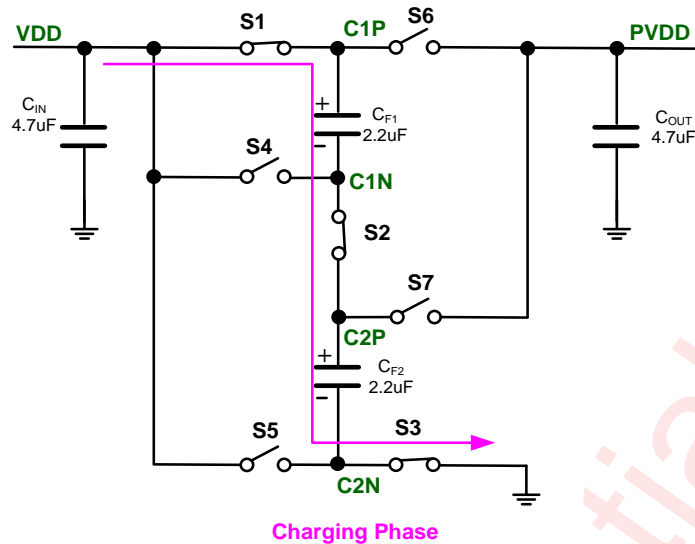 VDD
S1
C1P
S6
PVDD
CIN
4.7uF
+
CF1
2.2uF
-
COUT
4.7uF
S4
C1N
S2
S7
C2P
+
CF2
2.2uF
-
S5
S3
C2N
Charging Phase